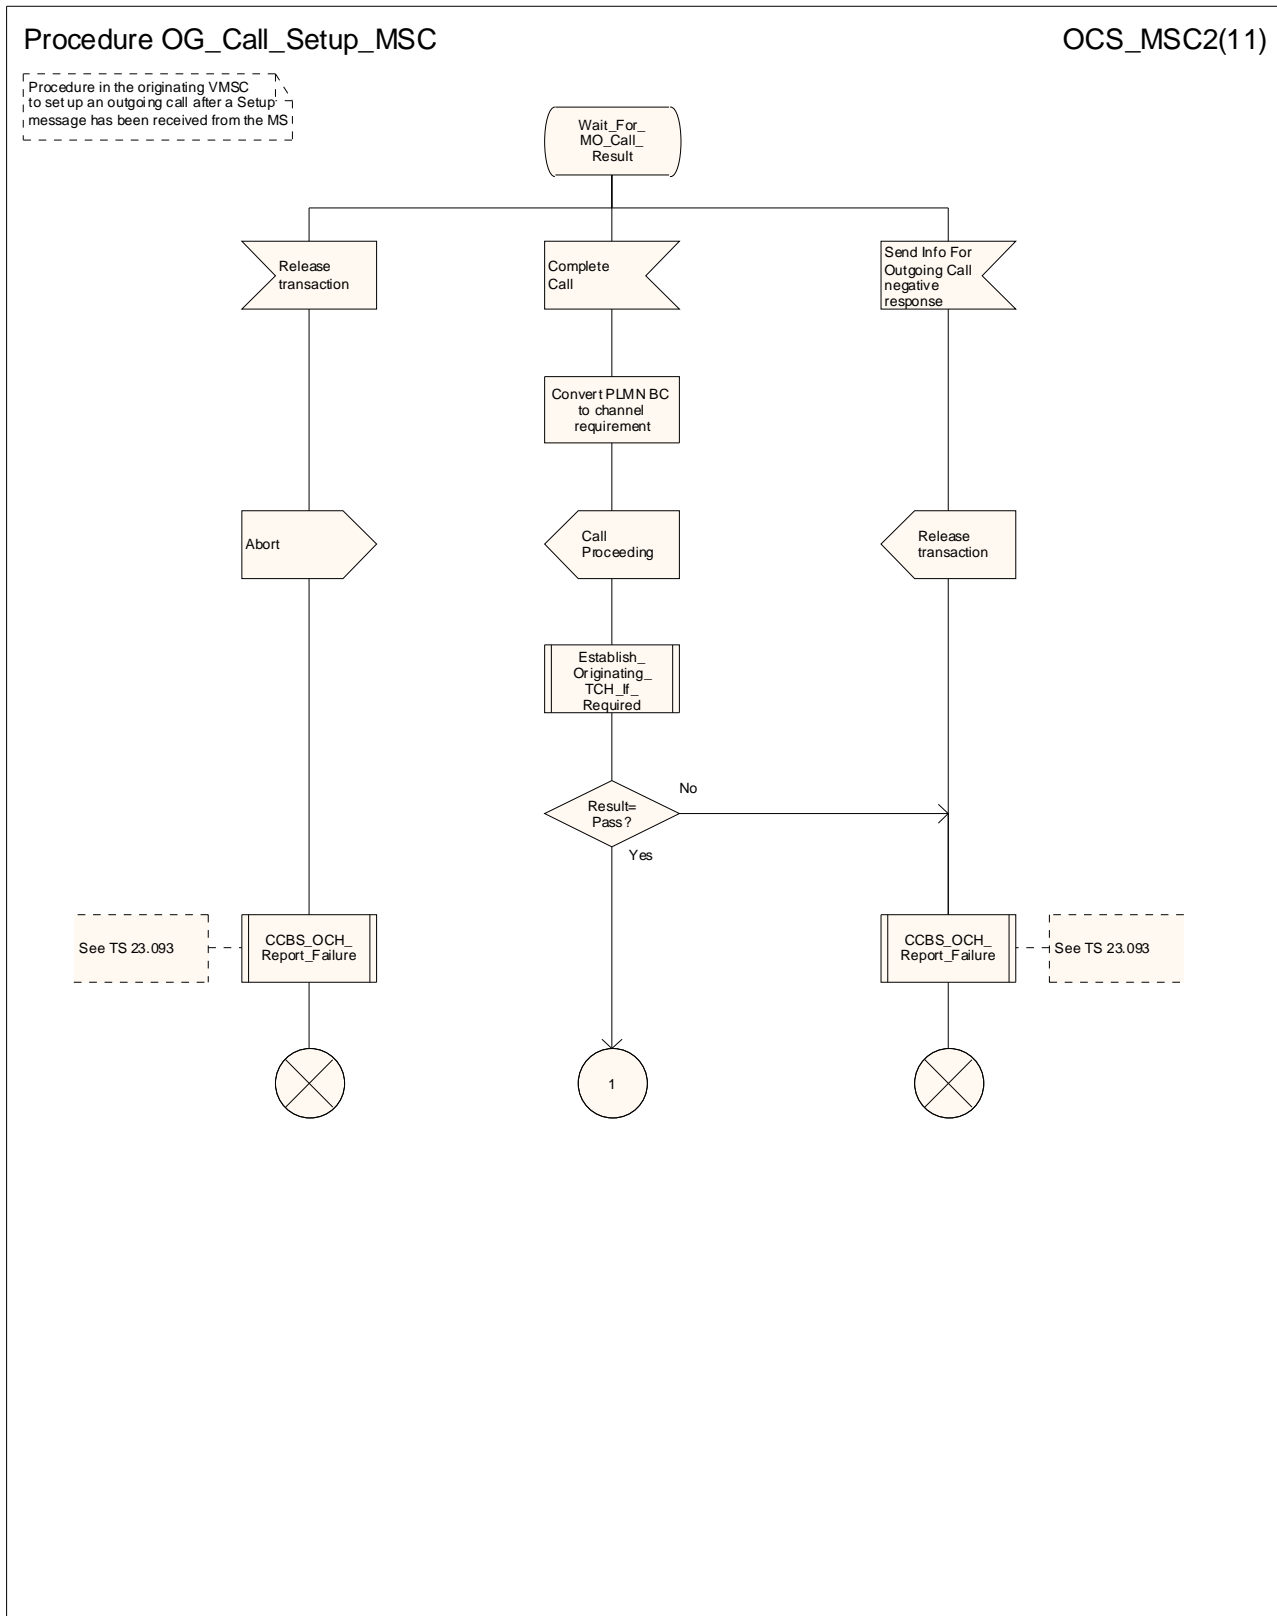 Procedure OG_Call_Setup_MSC
OCS_MSC2(11)
Procedure in the originating VMSC
to set up an outgoing call after a Setup
message has been received from the MS
Wait_For_
MO_Call_
Result
Release
transaction
Complete
Call
Send Info For
Outgoing Call
negative
response
Convert PLMN BC
to channel
requirement
Abort
Call
Proceeding
Release
transaction
Establish_
Originating_
TCH_If_
Required
Result=
Pass?
No
Yes
See TS 23.093
CCBS_OCH_
Report_Failure
CCBS_OCH_
Report_Failure
See TS 23.093
1